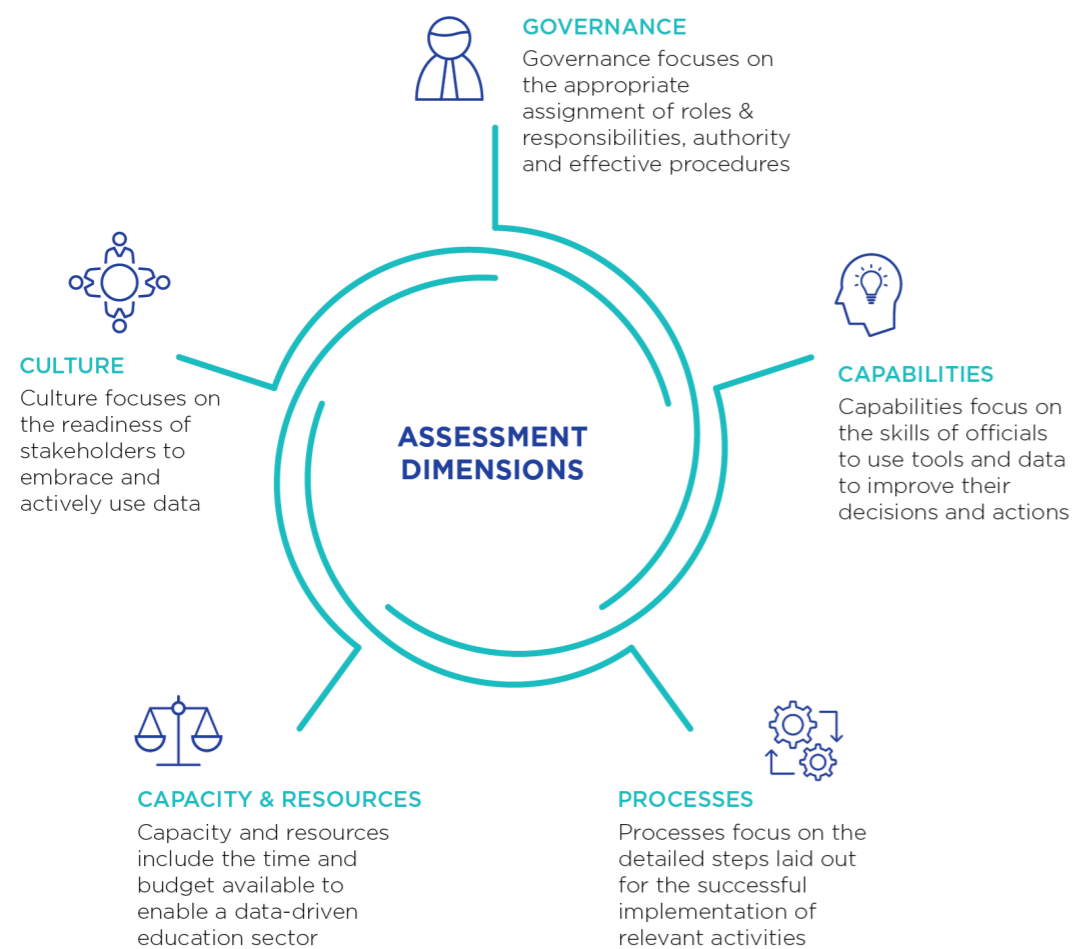 GOVERNANCE
Governance focuses on
the appropriate
assignment of roles &
responsibilities, authority
and effective procedures
CULTURE
Culture focuses on
the readiness of
stakeholders to
embrace and
actively use data
ASSESSMENT
DIMENSIONS
CAPABILITIES
Capabilities focus on
the skills of officials
to use tools and data
to improve their
decisions and actions
CAPACITY & RESOURCES
Capacity and resources
include the time and
budget available to
enable a data-driven
education sector
PROCESSES
Processes focus on the
detailed steps laid out
for the successful
implementation of
relevant activities